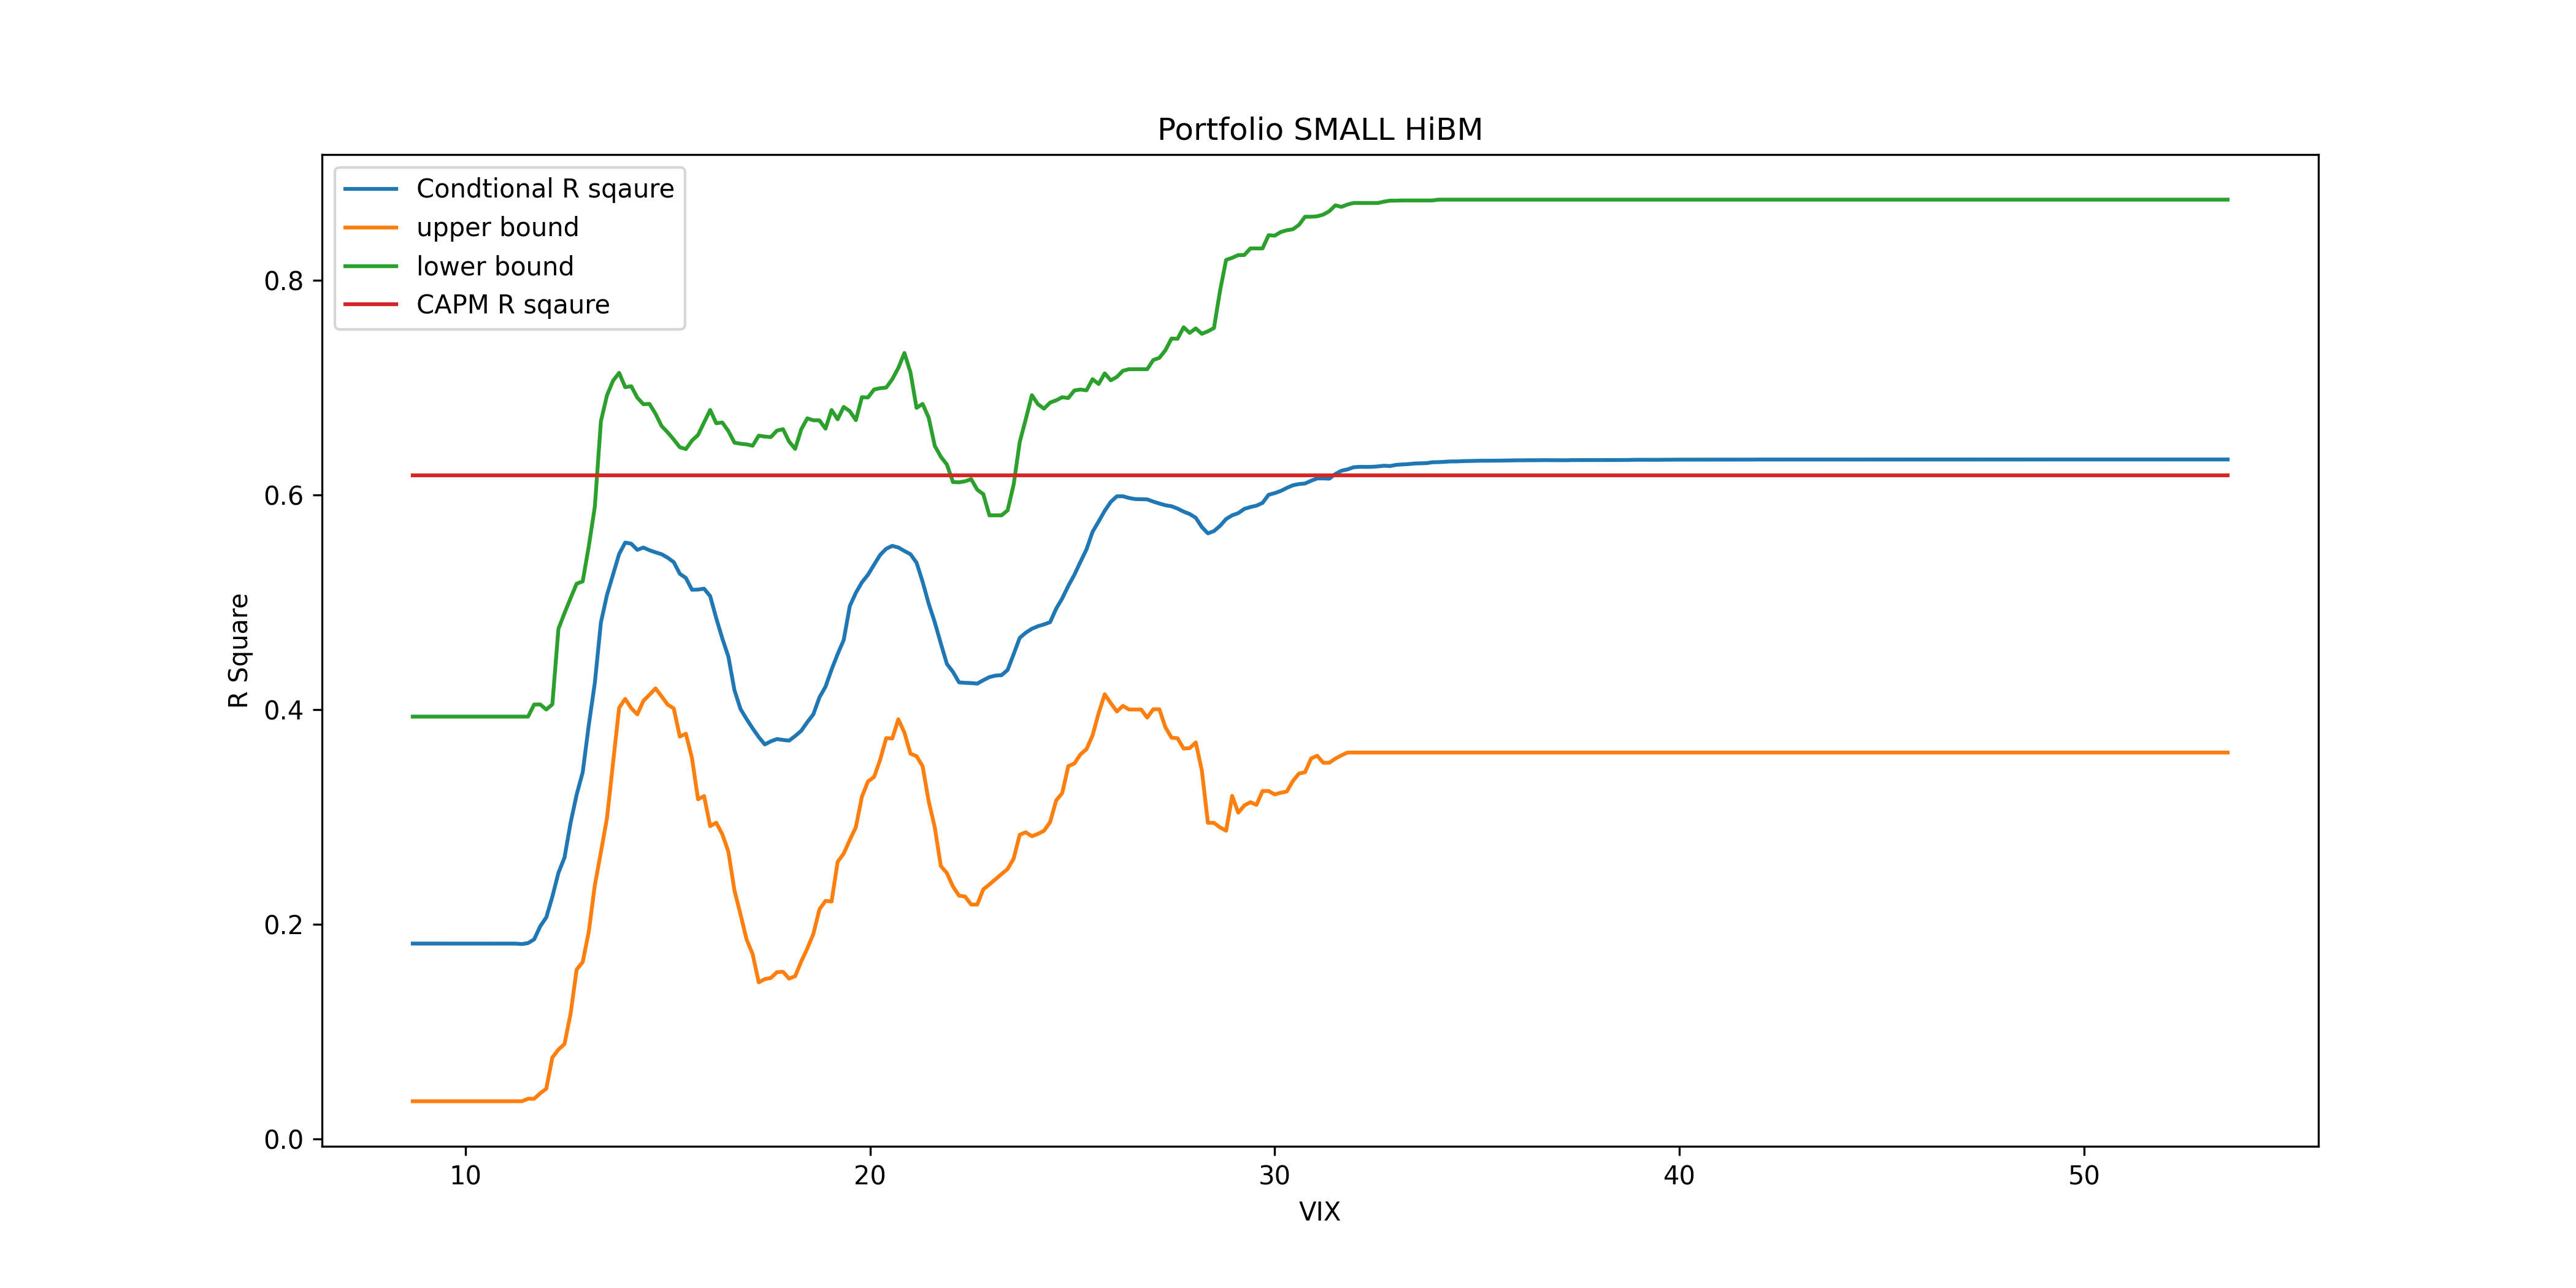 Portfolio SMALL HiBM
Condtional R sqaure
upper bound
lower bound
CAPM R sqaure
0.8
0.6
0.4
0.2
0.0
R Square
10 20 30 40 50
VIX